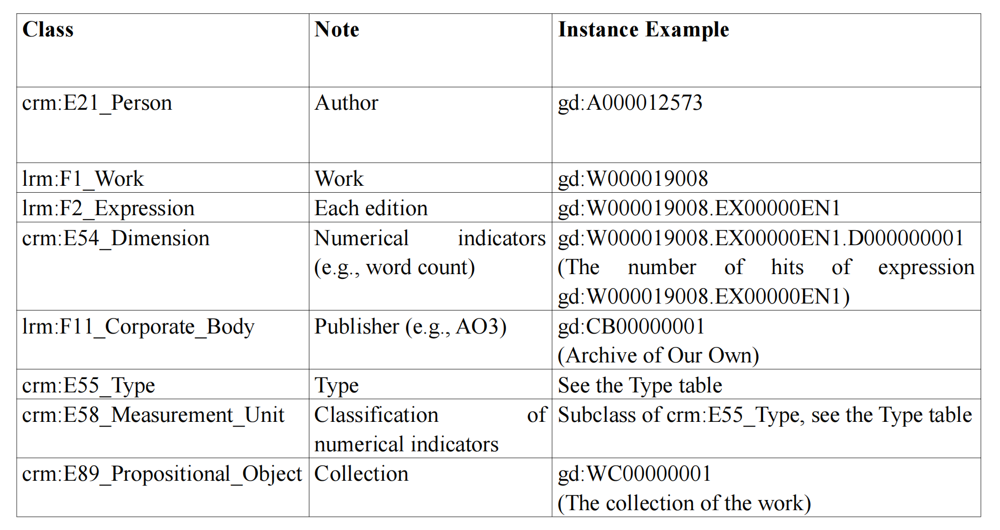 Class Note Instance Example
crm:E21_Person Author gd:A000012573
lrm:F1_Work Work gd:W000019008
lrm:F2_Expression Each edition gd:W000019008.EX00000EN1
crm:E54_Dimension Numerical indicators gd:W000019008.EX00000EN1.D000000001
(e.g., word count) (The number of hits of expression
gd:W000019008.EX00000EN1)
lrm:F11_Corporate_Body Publisher (e.g., AO3) gd:CB00000001
(Archive of Our Own)
crm:E55_Type Type See the Type table
crm:E58_Measurement_Unit Classification of Subclass of crm:E55_Type, see the Type table
numerical indicators
crm:E89_Propositional_Object Collection gd:WC00000001
(The collection of the work)